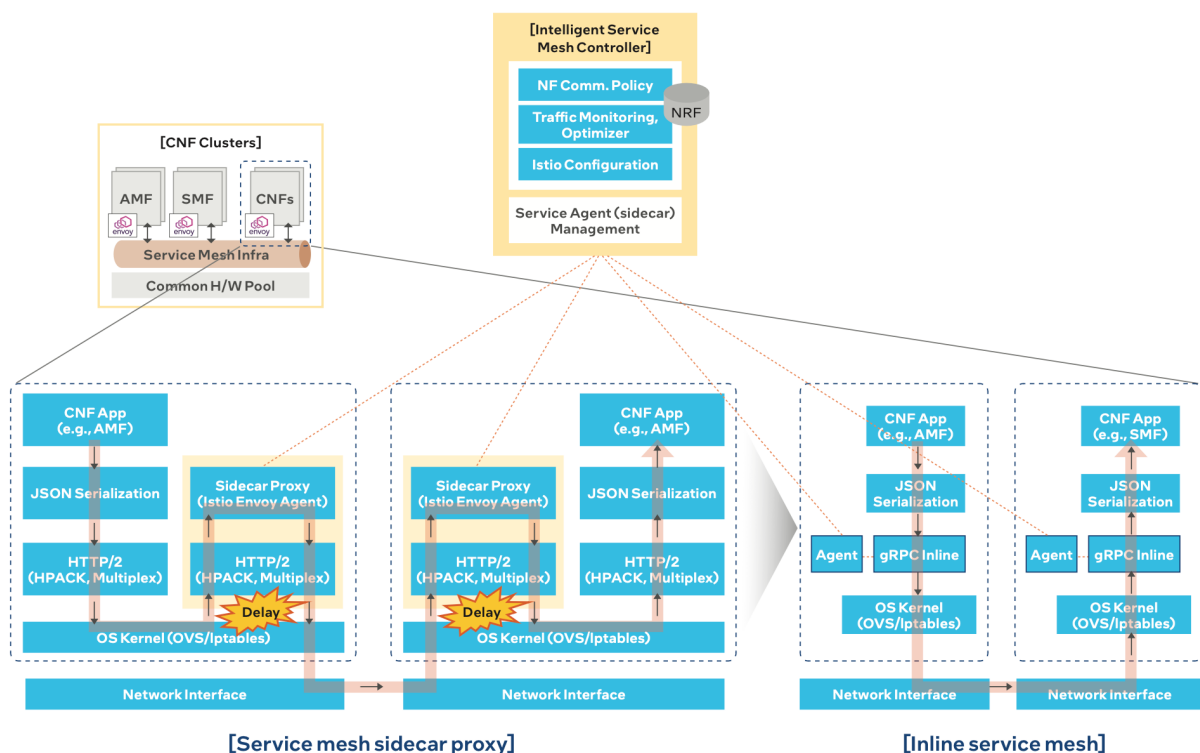 [Intelligent Service
Mesh Controller]
NF Comm. Policy
NRF
Traffic Monitoring,
Optimizer
Istio Configuration
Service Agent (sidecar)
Management
[CNF Clusters]
AMF
SMF
CNFs
envoy
envoy
envoy
Service Mesh Infra
Common H/W Pool
CNF App
(e.g., AMF)
JSON Serialization
HTTP/2
(HPACK, Multiplex)
Sidecar Proxy
(Istio Envoy Agent)
HTTP/2
(HPACK, Multiplex)
Delay
OS Kernel (OVS/Iptables)
Network Interface
Sidecar Proxy
(Istio Envoy Agent)
HTTP/2
(HPACK, Multiplex)
Delay
CNF App
(e.g., AMF)
JSON Serialization
HTTP/2
(HPACK, Multiplex)
OS Kernel (OVS/Iptables)
Network Interface
[Service mesh sidecar proxy]
CNF App
(e.g., AMF)
JSON
Serialization
Agent
gRPC Inline
OS Kernel
(OVS/Iptables)
Network Interface
CNF App
(e.g., SMF)
JSON
Serialization
Agent
gRPC Inline
OS Kernel
(OVS/Iptables)
Network Interface
[Inline service mesh]